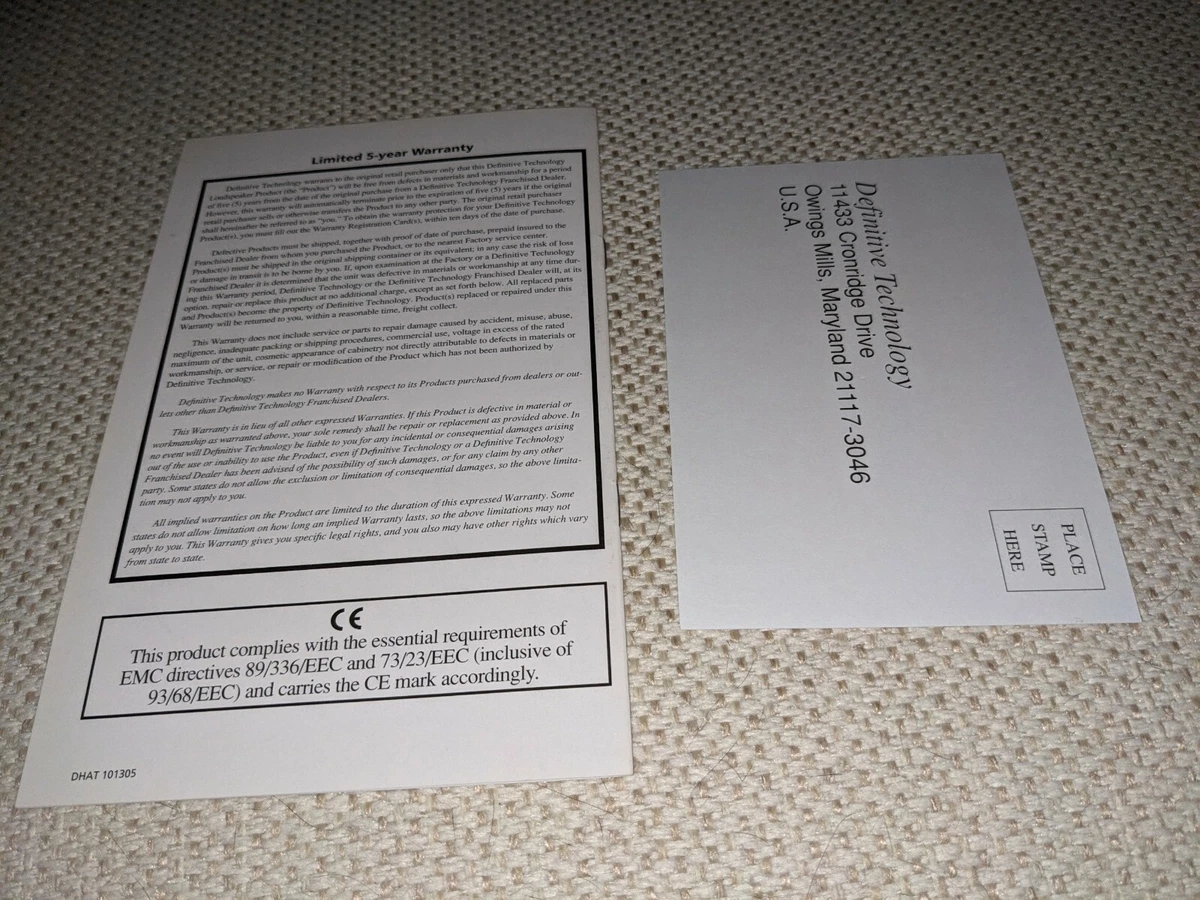 Limited 5-year Warranty
Definitive Technology warrants to the original retail purchaser only that this Definitive Technology
Loudspeaker Product (the "Product") will be free from defects in materials and workmanship for a period
of five (5) years from the date of the original purchase from a Definitive Technology Franchised Dealer.
However, this warranty will automatically terminate prior to the expiration of five (5) years if the original
retail purchaser sells or otherwise transfers the Product to any other party. The original retail purchaser
shall hereinafter be referred to as "you." To obtain the warranty protection for your Definitive Technology
Product(s), you must fill out the Warranty Registration Card(s), within ten days of the date of purchase.
Defective Products must be shipped, together with proof of date of purchase, prepaid insured to the
Franchised Dealer from whom you purchased the Product, or to the nearest Factory service center.
Product(s) must be shipped in the original shipping container or its equivalent; in any case the risk of loss
or damage in transit is to be borne by you. If, upon examination at the Factory or a Definitive Technology
Franchised Dealer it is determined that the unit was defective in materials or workmanship at any time dur-
ing this Warranty period, Definitive Technology or the Definitive Technology Franchised Dealer will, at its
option, repair or replace this product at no additional charge, except as set forth below. All replaced parts
and Product(s) become the property of Definitive Technology. Product(s) replaced or repaired under this
Warranty will be returned to you, within a reasonable time, freight collect.
This Warranty does not include service or parts to repair damage caused by accident, misuse, abuse,
negligence, inadequate packing or shipping procedures, commercial use, voltage in excess of the rated
maximum of the unit, cosmetic appearance of cabinetry not directly attributable to defects in materials or
workmanship, or service, or repair or modification of the Product which has not been authorized by
Definitive Technology.
Definitive Technology makes no Warranty with respect to its Products purchased from dealers or out-
lets other than Definitive Technology Franchised Dealers.
This Warranty is in lieu of all other expressed Warranties. If this Product is defective in material or
workmanship as warranted above, your sole remedy shall be repair or replacement as provided above. In
no event will Definitive Technology be liable to you for any incidental or consequential damages arising
out of the use or inability to use the Product, even if Definitive Technology or a Definitive Technology
Franchised Dealer has been advised of the possibility of such damages, or for any claim by any other
party. Some states do not allow the exclusion or limitation of consequential damages, so the above limita-
tion may not apply to you.
All implied warranties on the Product are limited to the duration of this expressed Warranty. Some
states do not allow limitation on how long an implied Warranty lasts, so the above limitations may not
apply to you. This Warranty gives you specific legal rights, and you also may have other rights which vary
from state to state.
CE
This product complies with the essential requirements of
EMC directives 89/336/EEC and 73/23/EEC (inclusive of
93/68/EEC) and carries the CE mark accordingly.
DHAT 101305
Definitive Technology
11433 Cronridge Drive
Owings Mills, Maryland 21117-3046
U.S.A.
PLACE
STAMP
HERE